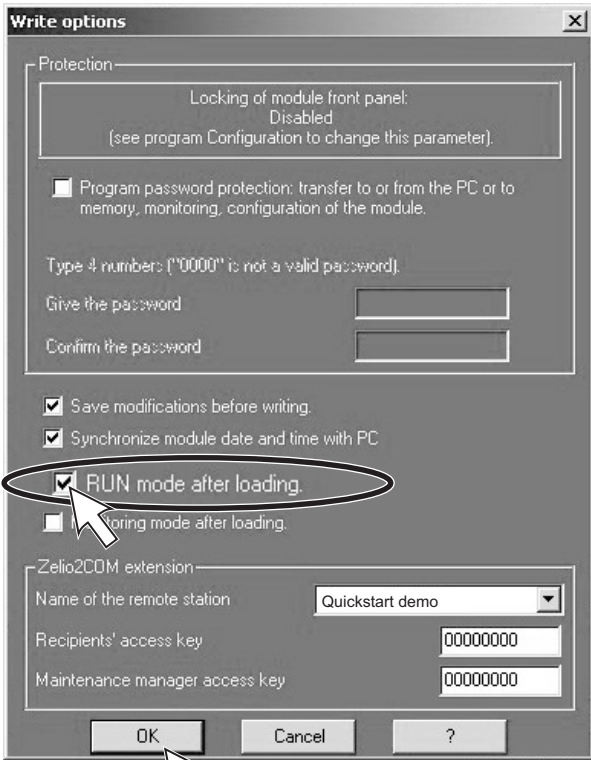 Write options
Protection
Locking of module front panel:
Disabled
(see program Configuration to change this parameter).
Program password protection: transfer to or from the PC or to
memory, monitoring, configuration of the module.
Type 4 numbers ("0000" is not a valid password).
Give the password
Confirm the password
Save modifications before writing.
Synchronize module date and time with PC
RUN mode after loading.
toring mode after loading.
Zelio2COM extension
Name of the remote station Quickstart demo
Recipients' access key 00000000
Maintenance manager access key 00000000
OK Cancel ?